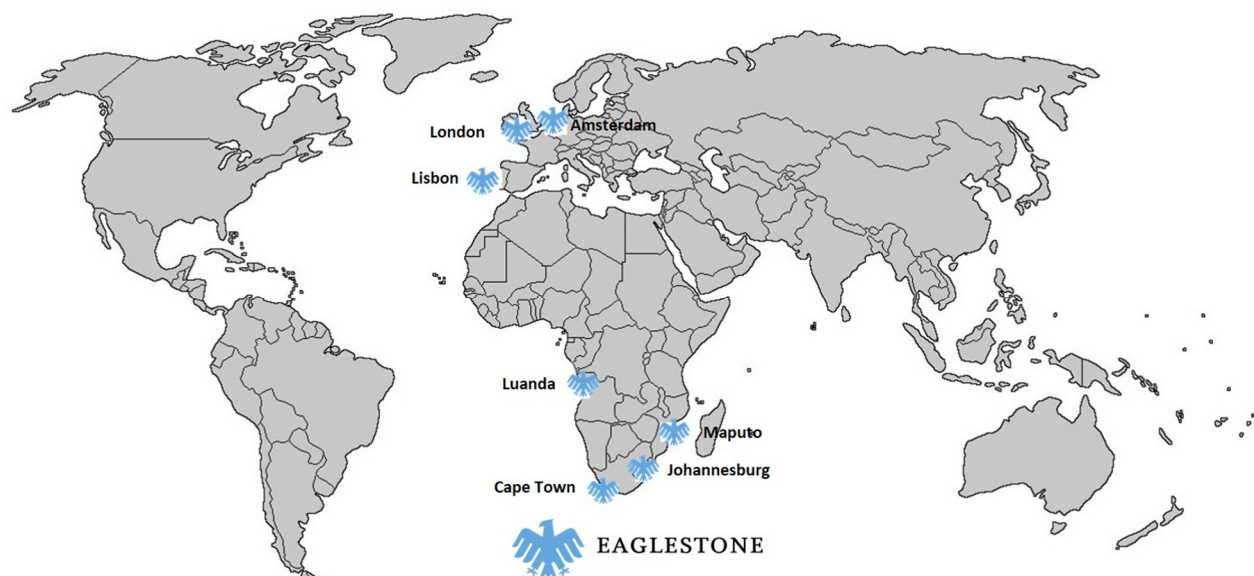 London
Amsterdam
Lisbon
Luanda
Maputo
Johannesburg
Cape Town
EAGLESTONE